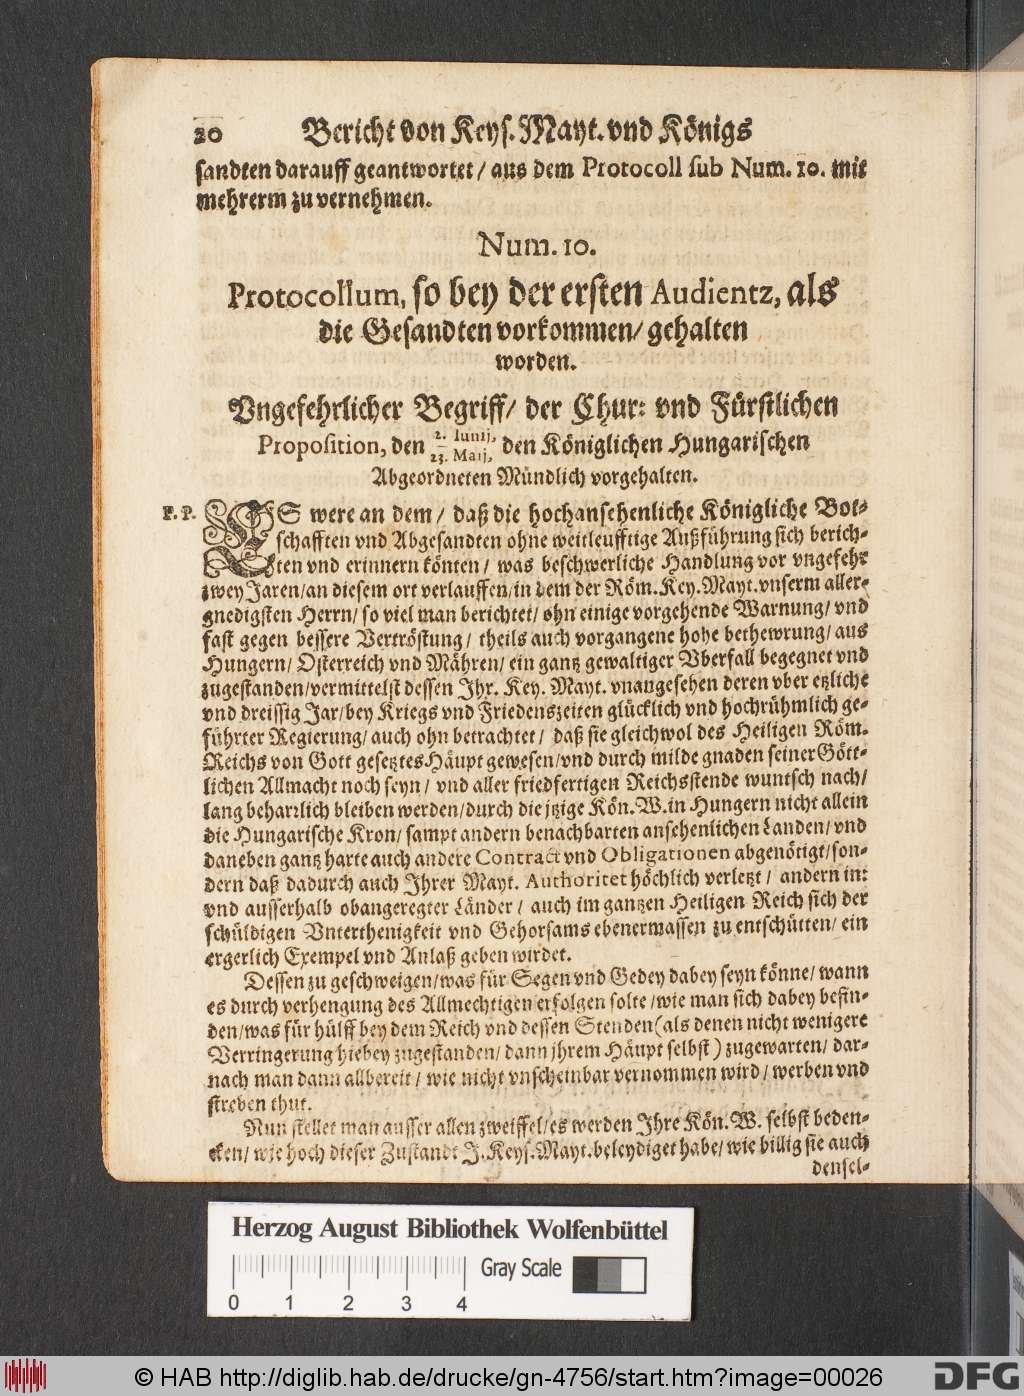 20 Bericht von Keys. Mayt. vnd Königs
sandten darauff geantwortet / aus dem Protocoll sub Num. 10. mit
mehrerm zu vernehmen.
Num. 10.
Protocollum, so bey der ersten Audientz, als
die Gesandten vorkommen / gehalten
worden.
Vngefehrlicher Begriff / der Chur: vnd Fürstlichen
Proposition, den 2. Iunij, / 23. Maij, den Königlichen Hungarischen
Abgeordneten Mündlich vorgehalten.
P. P. ES were an dem / daß die hochansehenliche Königliche Bot-
schafften vnd Abgesandten ohne weitleufftige Außführung sich berich-
ten vnd erinnern könten / was beschwerliche Handlung vor vngefehr
zwey Jaren / an diesem ort verlauffen / in dem der Röm. Key. Mayt. vnserm aller-
gnedigsten Herrn / so viel man berichtet / ohn einige vorgehende Warnung / vnd
fast gegen bessere Vertröstung / theils auch vorgangene hohe bethewrung / aus
Hungern / Osterreich vnd Mähren / ein gantz gewaltiger Vberfall begegnet vnd
zugestanden / vermittelst dessen Ihr. Key. Mayt. vnangesehen deren vber etzliche
vnd dreissig Jar / bey Kriegs vnd Friedenszeiten glücklich vnd hochrühmlich ge-
führter Regierung / auch ohn betrachtet / daß sie gleichwol des Heiligen Röm.
Reichs von Gott gesetztes Häupt gewesen / vnd durch milde gnaden seiner Gött-
lichen Allmacht noch seyn / vnd aller friedfertigen Reichsstende wuntsch nach /
lang beharzlich bleiben werden / durch die jtzige Kön. W. in Hungern nicht allein
die Hungarische Kron / sampt andern benachbarten ansehenlichen Landen / vnd
daneben gantz harte auch andere Contract vnd Obligationen abgenötigt / son-
dern daß dadurch auch Ihrer Mayt. Authoritet höchlich verletzt / andern in:
vnd ausserhalb obangeregter Länder / auch im gantzen Heiligen Reich sich der
schüldigen Vnterthenigkeit vnd Gehorsams ebenermassen zu entschütten / ein
ergerlich Exempel vnd Anlaß geben wirdet.
Dessen zu geschweigen / was für Segen vnd Gedey dabey seyn könne / wann
es durch verhengung des Allmechtigen erfolgen solte / wie man sich dabey befin-
den / was für hülff bey dem Reich vnd dessen Stenden (als denen nicht wenigere
Verringerung hiebey zugestanden / dann jhrem Häupt selbst) zugewarten / dar-
nach man dann allbereit / wie nicht vnscheinbar vernommen wird / werben vnd
streben thut.
Nun stellet man ausser allen zweiffel / es werden Ihre Kön. W. selbst beden-
cken / wie hoch dieser Zustandt J. Keys. Mayt. beleydiget habe / wie billig sie auch
densel-
Herzog August Bibliothek Wolfenbüttel
Gray Scale
0 1 2 3 4
© HAB http://diglib.hab.de/drucke/gn-4756/start.htm?image=00026
DFG